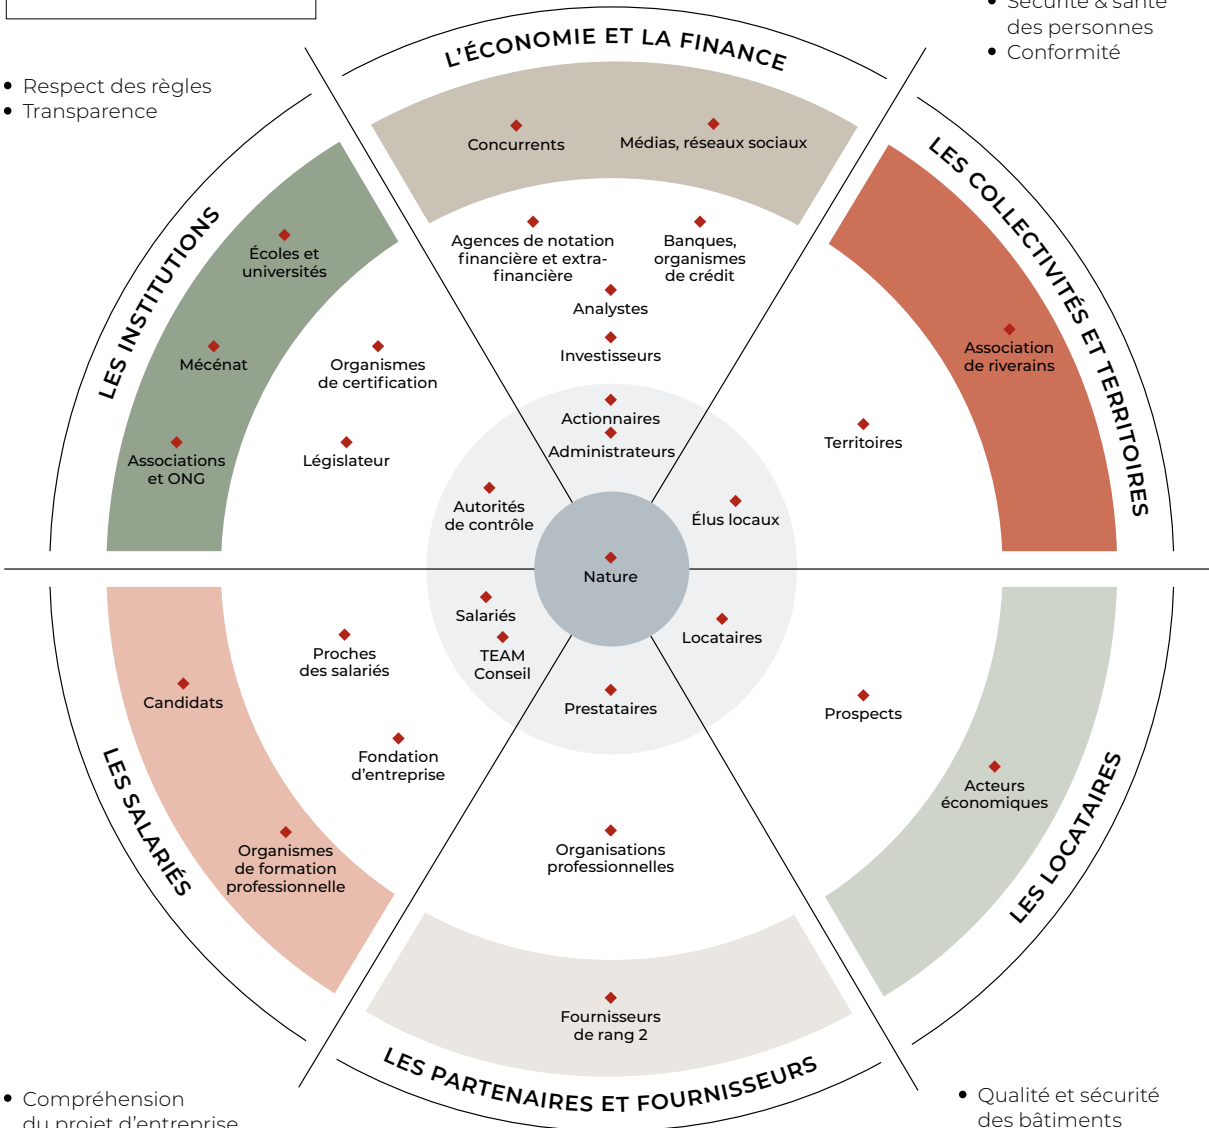 Sécurité & santé
des personnes
Conformité
Respect des règles
Transparence
L'ÉCONOMIE ET LA FINANCE
Concurrents
Médias, réseaux sociaux
Agences de notation
financière et extra-
financière
Banques,
organismes
de crédit
Analystes
Investisseurs
Actionnaires
Administrateurs
LES COLLECTIVITÉS ET TERRITOIRES
Association
de riverains
Territoires
Élus locaux
LES INSTITUTIONS
Écoles et
universités
Mécénat
Organismes
de certification
Associations
et ONG
Législateur
Autorités
de contrôle
Nature
Salariés
TEAM
Conseil
Proches
des salariés
Candidats
Fondation
d'entreprise
Organismes
de formation
professionnelle
LES SALARIÉS
Locataires
Prospects
Acteurs
économiques
LES LOCATAIRES
Prestataires
Organisations
professionnelles
Fournisseurs
de rang 2
LES PARTENAIRES ET FOURNISSEURS
Compréhension
du projet d'entreprise
Qualité et sécurité
des bâtiments